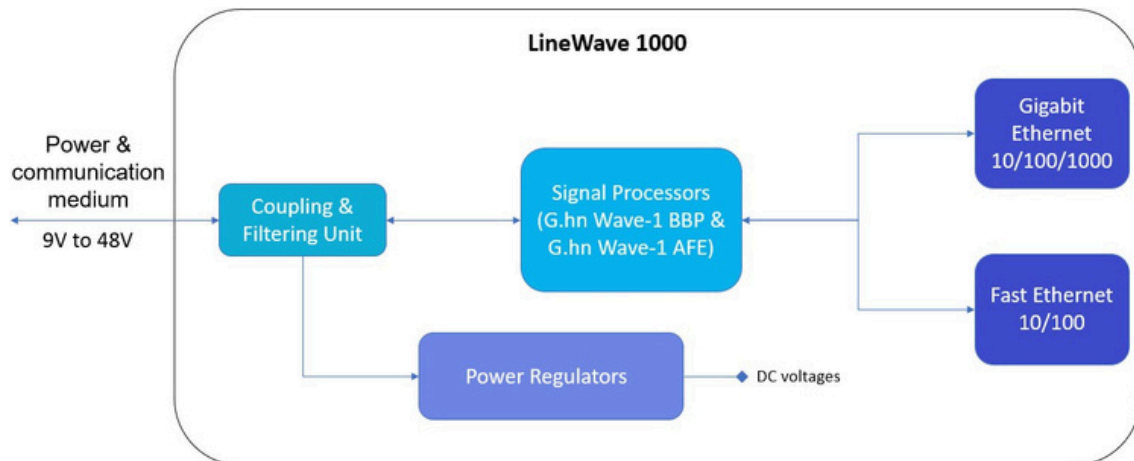 LineWave 1000
Power &
communication
medium
9V to 48V
Coupling &
Filtering Unit
Signal Processors
(G.hn Wave-1 BBP &
G.hn Wave-1 AFE)
Gigabit
Ethernet
10/100/1000
Fast Ethernet
10/100
Power Regulators
DC voltages